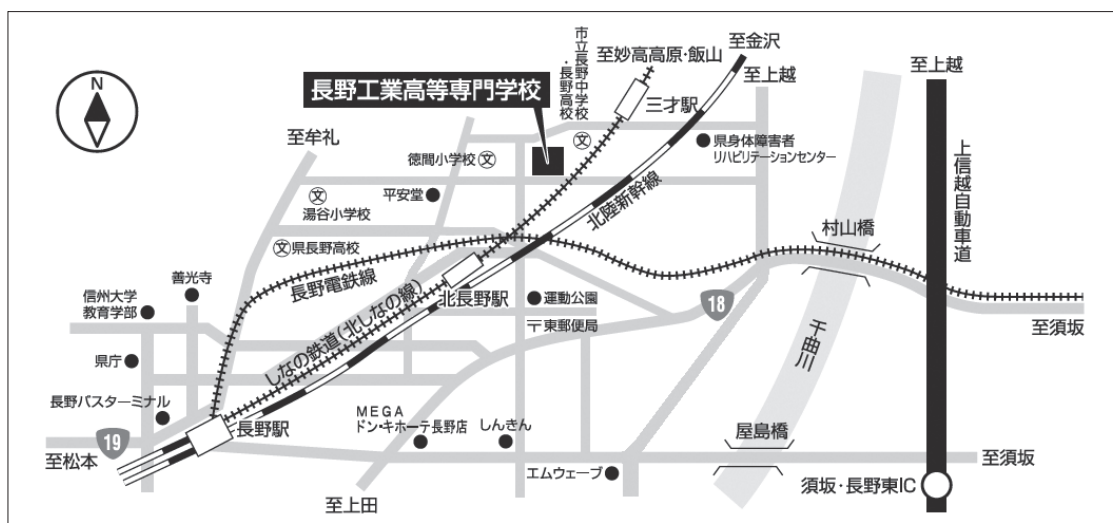 N
長野工業高等専門学校
市立長野中学校
・長野高校
至妙高高原・飯山
至金沢
至上越
至上越
三才駅
至牟礼
徳間小学校 文
文
県身体障害者
リハビリテーションセンター
上信越自動車道
文
湯谷小学校
平安堂
北陸新幹線
村山橋
文 県長野高校
長野電鉄線
善光寺
信州大学
教育学部
北長野駅
運動公園
18
しなの鉄道(北しなの線)
〒東郵便局
至須坂
千曲川
県庁
長野バスターミナル
MEGA
ドン・キホーテ長野店
しんきん
長野駅
19
至松本
屋島橋
至須坂
エムウェーブ
須坂・長野東IC
至上田